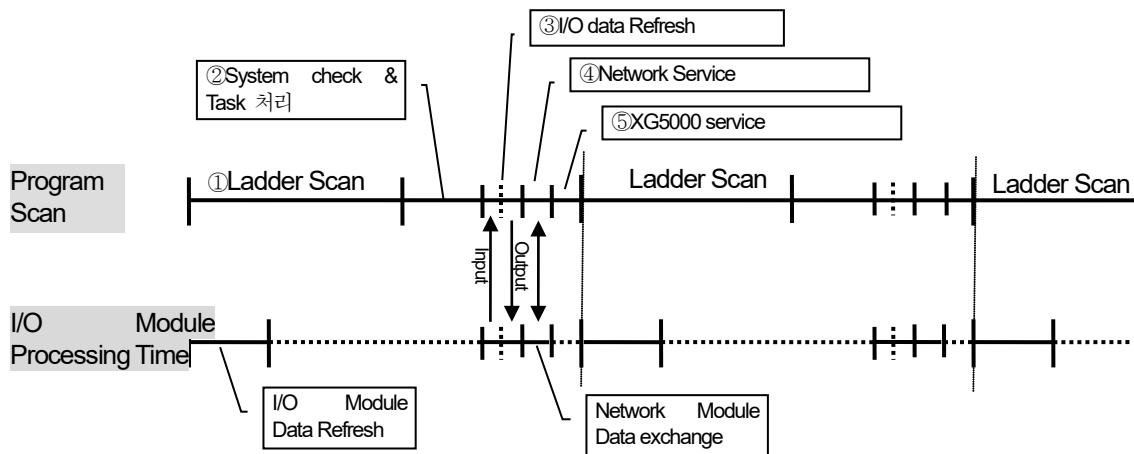 ③I/O data Refresh
②System check &
Task 처리
④Network Service
⑤XG5000 service
Program
Scan
①Ladder Scan
Ladder Scan
Ladder Scan
Input
Output
I/O Module
Processing Time
I/O Module
Data Refresh
Network Module
Data exchange